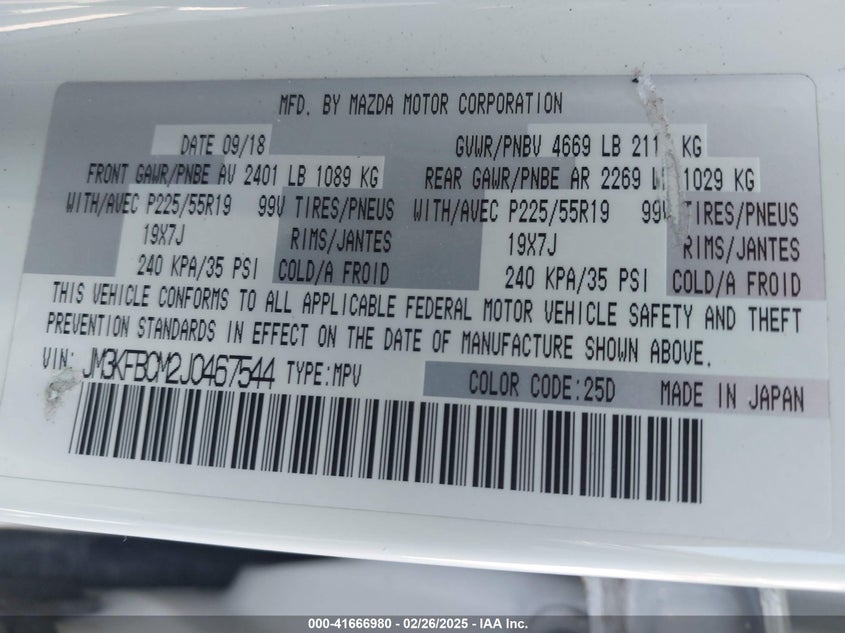 MFD. BY MAZDA MOTOR CORPORATION
DATE 09/18 GVWR/PNBV 4669 LB 211 KG
FRONT GAWR/PNBE AV 2401 LB 1089 KG REAR GAWR/PNBE AR 2269 1029 KG
WITH/AVEC P225/55R19 99V TIRES/PNEUS WITH/AVEC P225/55R19 99V TIRES/PNEUS
19X7J RIMS/JANTES 19X7J RIMS/JANTES
240 KPA/35 PSI COLD/A FROID 240 KPA/35 PSI COLD/A FROID
THIS VEHICLE CONFORMS TO ALL APPLICABLE FEDERAL MOTOR VEHICLE SAFETY AND THEFT
PREVENTION STANDARDS IN EFFECT ON THE DATE OF MANUFACTURE SHOWN ABOVE.
VIN: JM3KFBCM2J0467544 TYPE:MPV COLOR CODE:25D MADE IN JAPAN
000-41666980 - 02/26/2025 - IAA Inc.